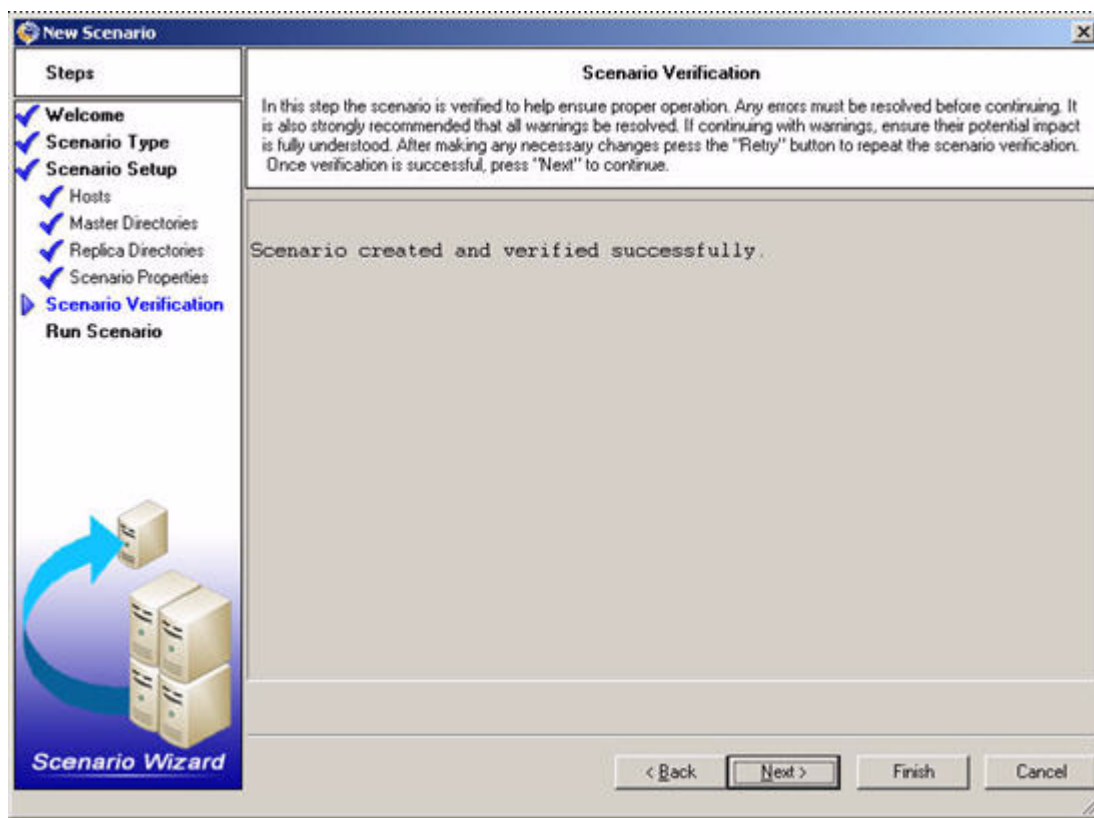 New Scenario
Steps
Welcome
Scenario Type
Scenario Setup
Hosts
Master Directories
Replica Directories
Scenario Properties
Scenario Verification
Run Scenario
Scenario Wizard
Scenario Verification
In this step the scenario is verified to help ensure proper operation. Any errors must be resolved before continuing. It
is also strongly recommended that all warnings be resolved. If continuing with warnings, ensure their potential impact
is fully understood. After making any necessary changes press the "Retry" button to repeat the scenario verification.
Once verification is successful, press "Next" to continue.
Scenario created and verified successfully.
< Back Next > Finish Cancel